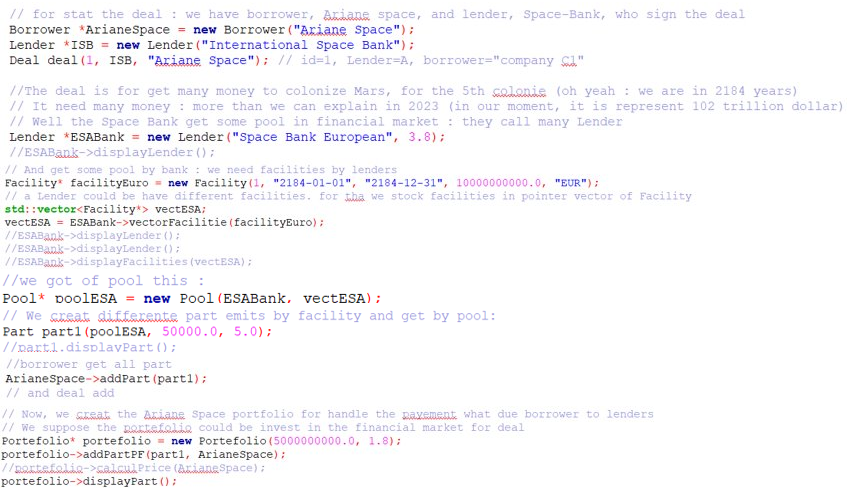 // for stat the deal : we have borrower, Ariane space, and lender, Space-Bank, who sign the deal
Borrower *ArianeSpace = new Borrower("Ariane Space");
Lender *ISB = new Lender("International Space Bank");
Deal deal(1, ISB, "Ariane Space"); // id=1, Lender=A, borrower="company C1"
//The deal is for get many money to colonize Mars, for the 5th colonie (oh yeah : we are in 2184 years)
// It need many money : more than we can explain in 2023 (in our moment, it is represent 102 trillion dollar)
// Well the Space Bank get some pool in financial market : they call many Lender
Lender *ESABank = new Lender("Space Bank European", 3.8);
//ESABank->displayLender();
// And get some pool by bank : we need facilities by lenders
Facility* facilityEuro = new Facility(1, "2184-01-01", "2184-12-31", 10000000000.0, "EUR");
// a Lender could be have different facilities. for tha we stock facilities in pointer vector of Facility
std::vector<Facility*> vectESA;
vectESA = ESABank->vectorFacilitie(facilityEuro);
//ESABank->displayLender();
//ESABank->displayLender();
//ESABank->displayFacilities(vectESA);
//we got of pool this :
Pool* poolESA = new Pool(ESABank, vectESA);
// We creat differente part emits by facility and get by pool:
Part part1(poolESA, 50000.0, 5.0);
//part1.displayPart();
//borrower get all part
ArianeSpace->addPart(part1);
// and deal add
// Now, we creat the Ariane Space portfolio for handle the payement what due borrower to lenders
// We suppose the portefolio could be invest in the financial market for deal
Portefolio* portefolio = new Portefolio(5000000000.0, 1.8);
portefolio->addPartPF(part1, ArianeSpace);
//portefolio->calculPrice(ArianeSpace);
portefolio->displayPart();